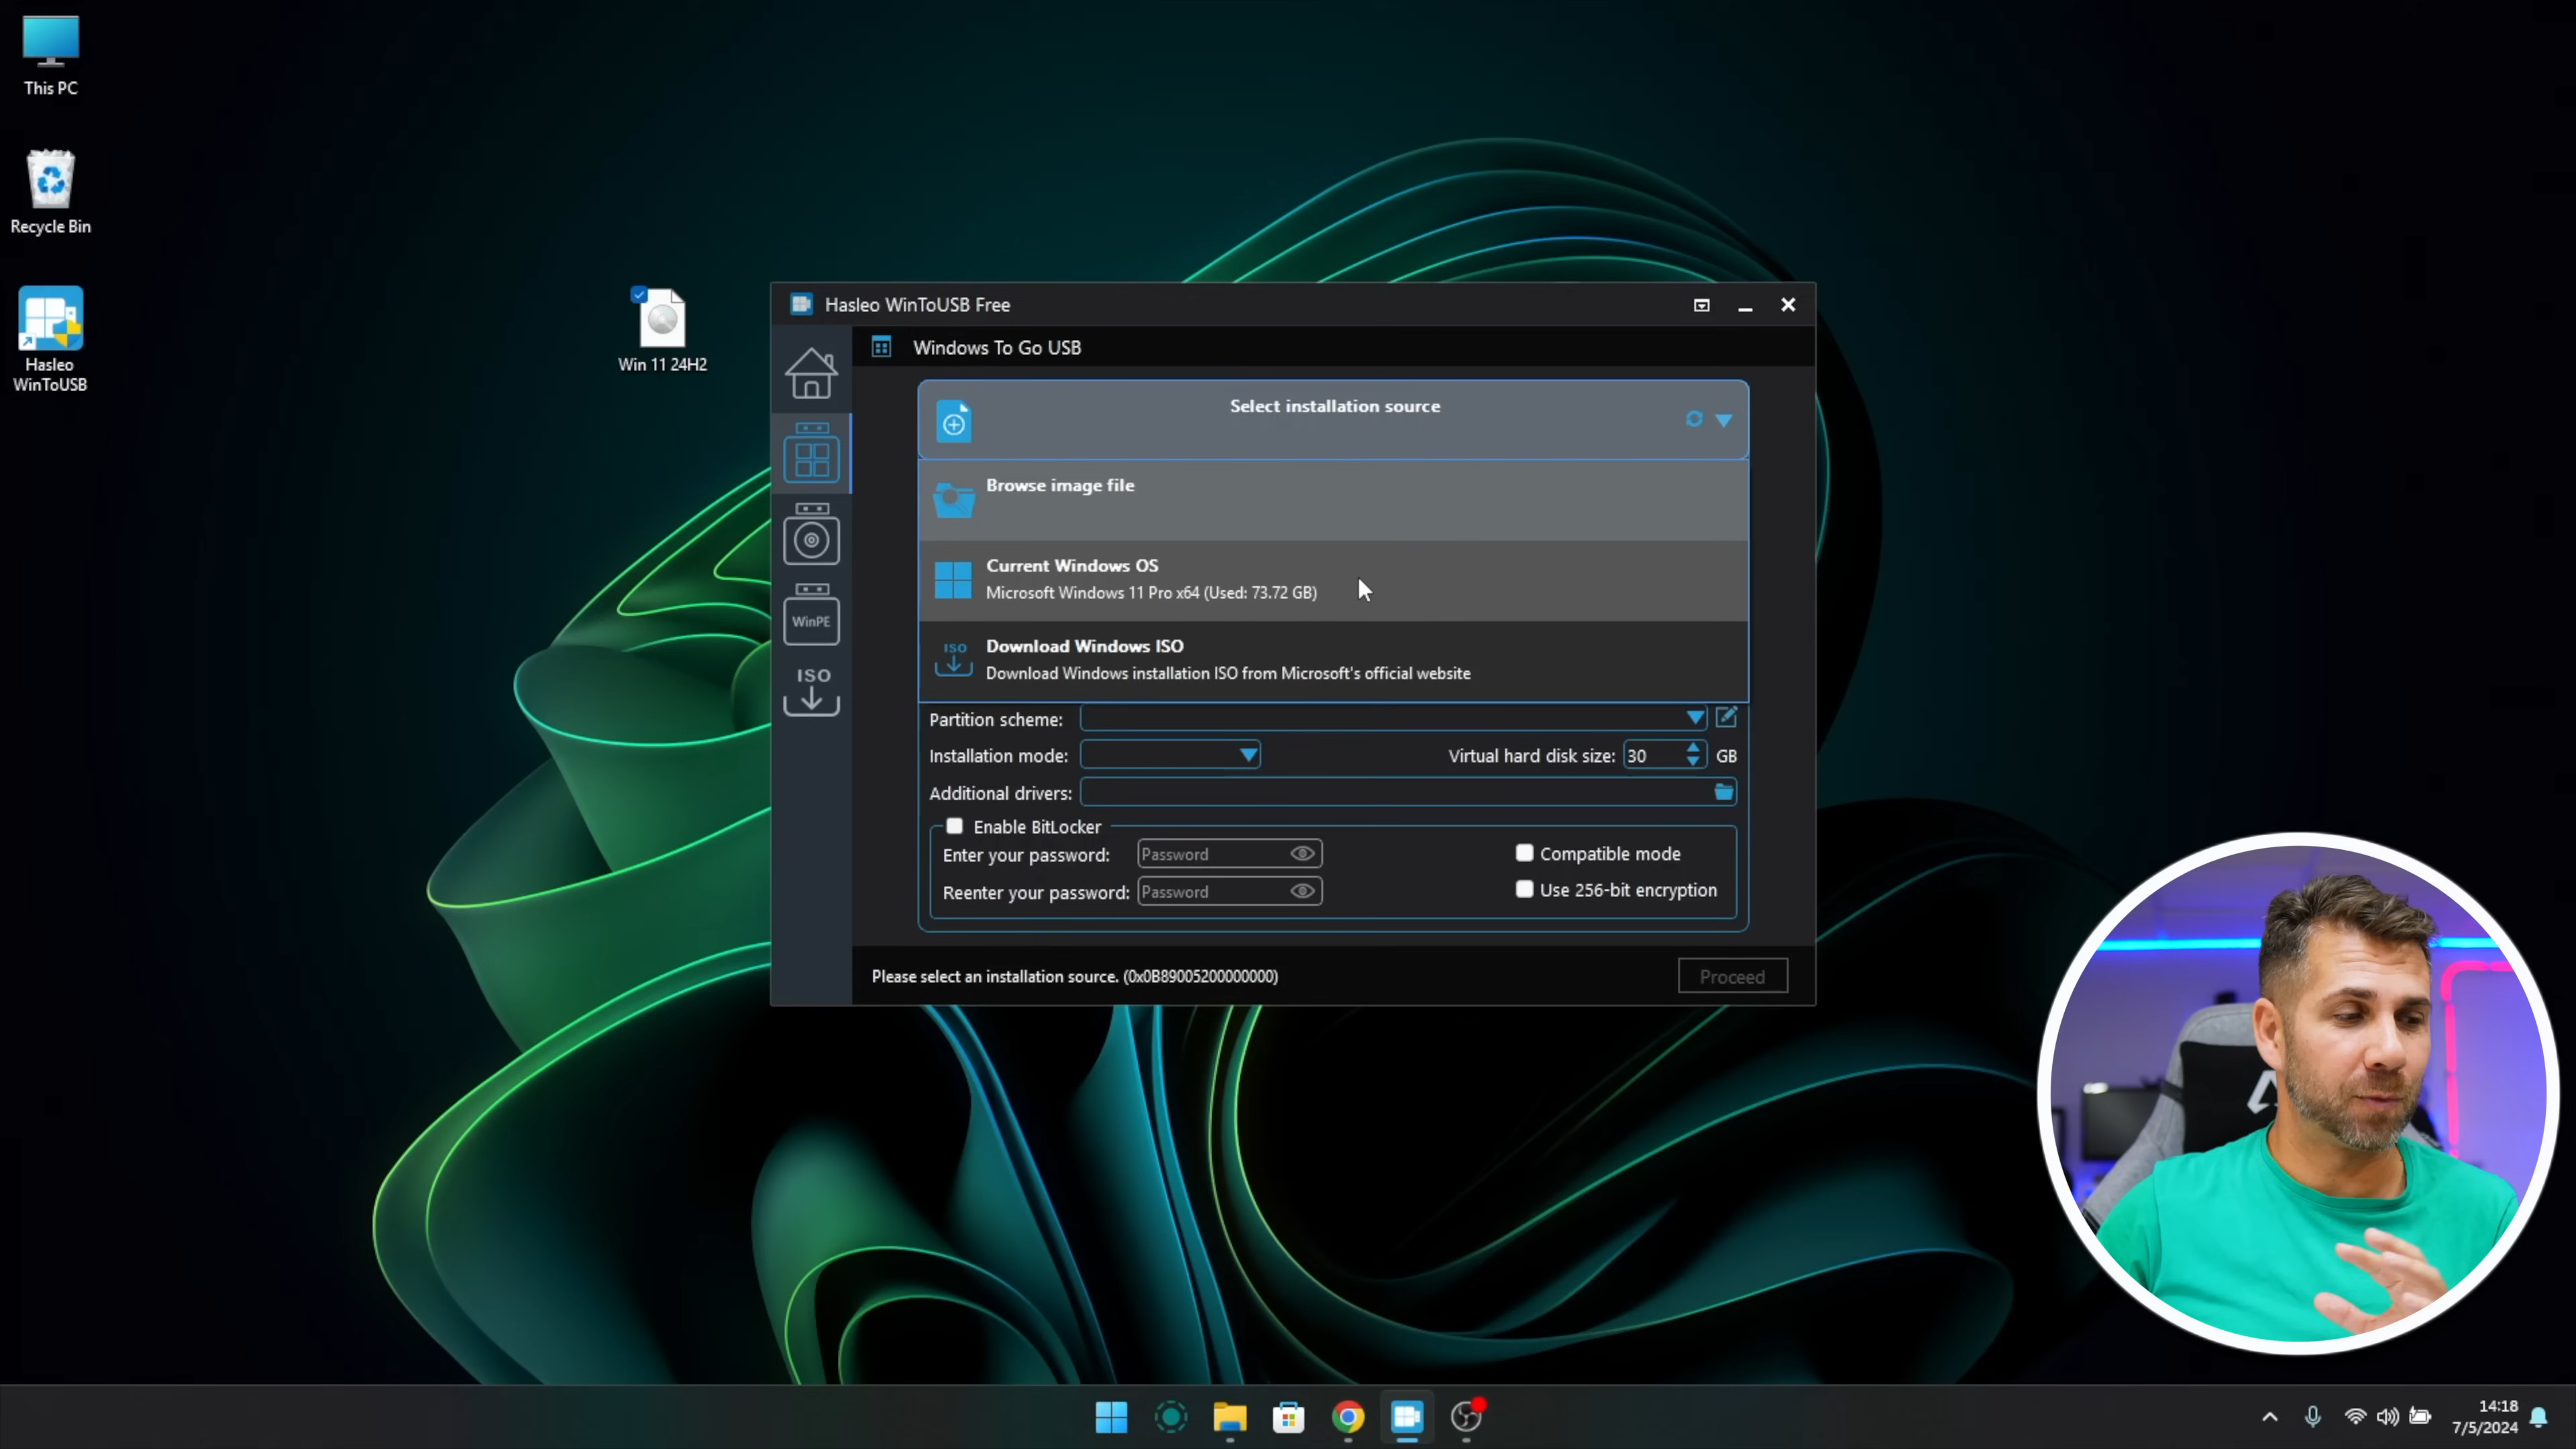 This PC
Recycle Bin
Hasleo
WinToUSB
Win 11 24H2
Hasleo WinToUSB Free
Windows To Go USB
Select installation source
Browse image file
Current Windows OS
Microsoft Windows 11 Pro x64 (Used: 73.72 GB)
ISO
Download Windows ISO
Download Windows installation ISO from Microsoft's official website
WinPE
ISO
Partition scheme:
Installation mode:
Virtual hard disk size: 30 GB
Additional drivers:
Enable BitLocker
Enter your password: Password
Compatible mode
Reenter your password: Password
Use 256-bit encryption
Please select an installation source. (0x0B89005200000000)
Proceed
14:18
7/5/2024